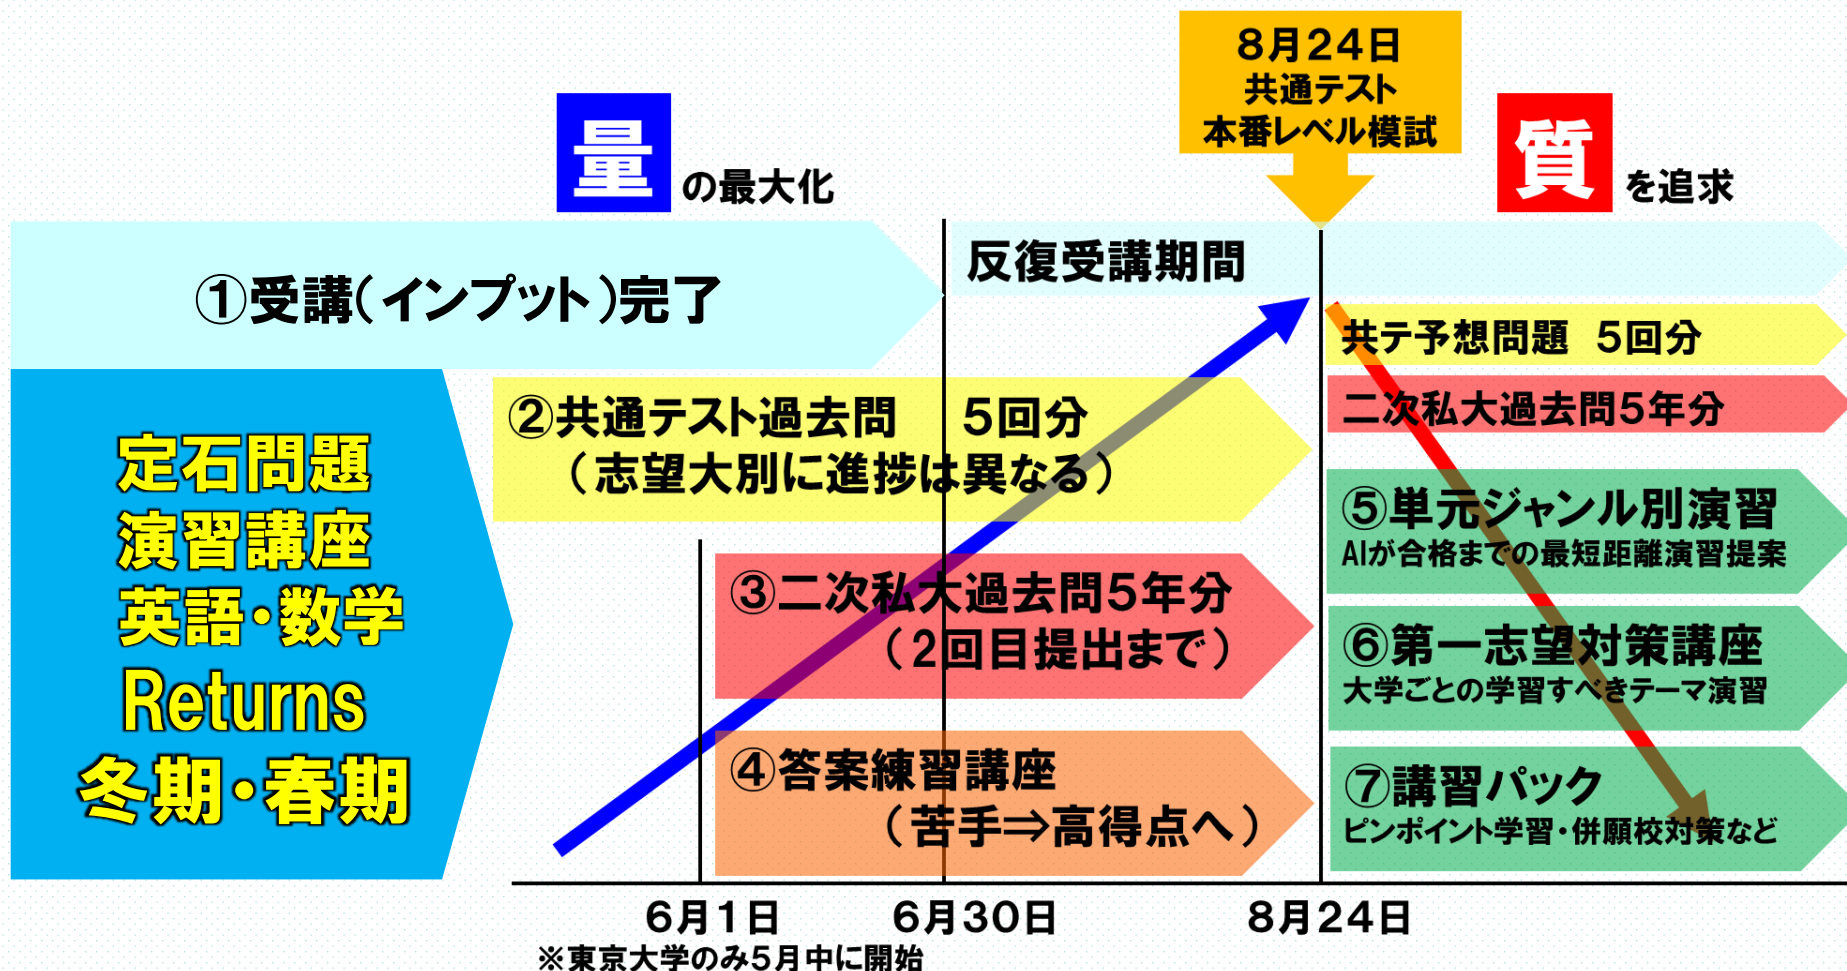 8月24日
共通テスト
本番レベル模試
量の最大化
質を追求
①受講(インプット)完了
反復受講期間
定石問題
演習講座
英語・数学
Returns
冬期・春期
②共通テスト過去問 5回分
(志望大別に進捗は異なる)
③二次私大過去問5年分
(2回目提出まで)
④答案練習講座
(苦手⇒高得点へ)
共テ予想問題 5回分
二次私大過去問5年分
⑤単元ジャンル別演習
AIが合格までの最短距離演習提案
⑥第一志望対策講座
大学ごとの学習すべきテーマ演習
⑦講習パック
ピンポイント学習・併願校対策など
6月1日
6月30日
8月24日
※東京大学のみ5月中に開始